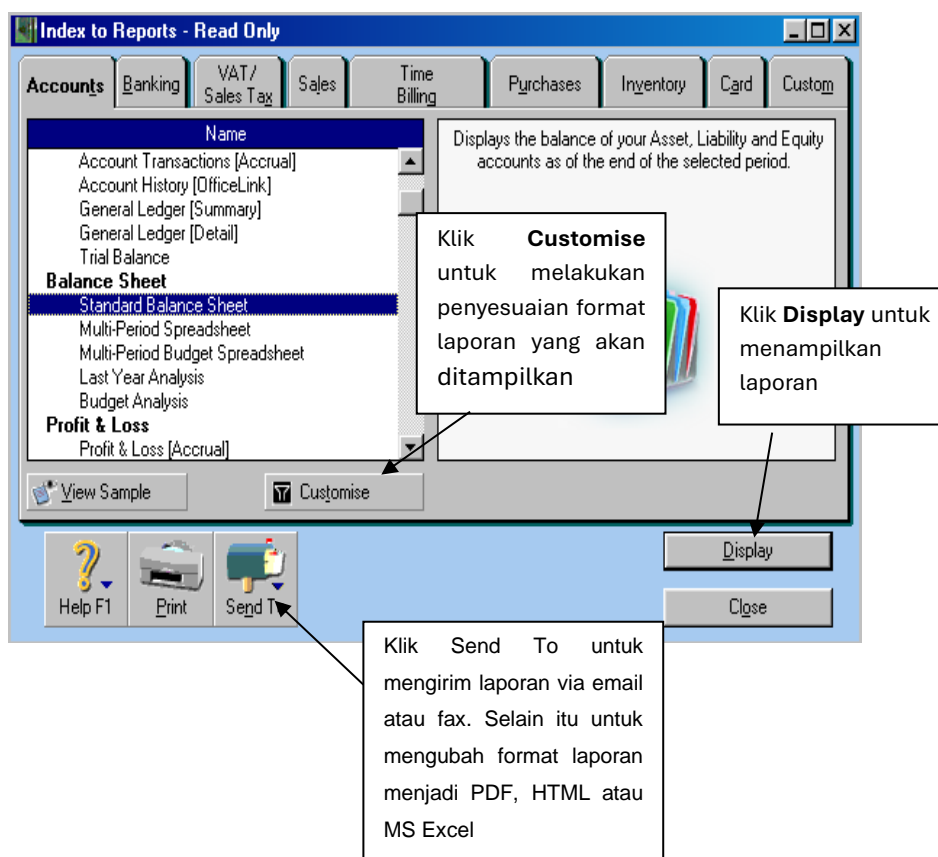 Index to Reports - Read Only
Accounts
Banking
VAT/
Sales Tax
Sales
Time
Billing
Purchases
Inventory
Card
Custom
Name
Account Transactions [Accrual]
Account History [OfficeLink]
General Ledger [Summary]
General Ledger [Detail]
Trial Balance
Balance Sheet
Standard Balance Sheet
Multi-Period Spreadsheet
Multi-Period Budget Spreadsheet
Last Year Analysis
Budget Analysis
Profit & Loss
Profit & Loss [Accrual]
Displays the balance of your Asset, Liability and Equity
accounts as of the end of the selected period.
Klik Customise
untuk melakukan
penyesuaian format
laporan yang akan
ditampilkan
Klik Display untuk
menampilkan
laporan
View Sample
Customise
Help F1
Print
Send T
Display
Close
Klik Send To untuk
mengirim laporan via email
atau fax. Selain itu untuk
mengubah format laporan
menjadi PDF, HTML atau
MS Excel